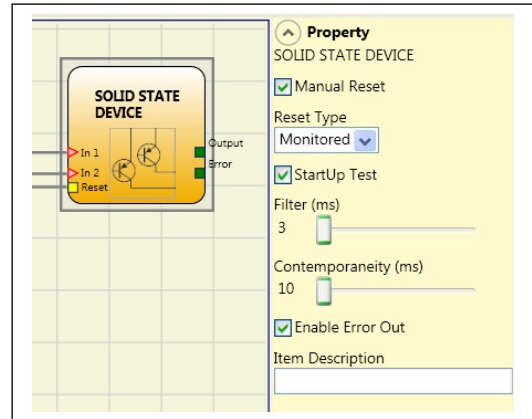 SOLID STATE
DEVICE
In 1
In 2
Reset
Output
Error
Property
SOLID STATE DEVICE
Manual Reset
Reset Type
Monitored
StartUp Test
Filter (ms)
3
Contemporaneity (ms)
10
Enable Error Out
Item Description